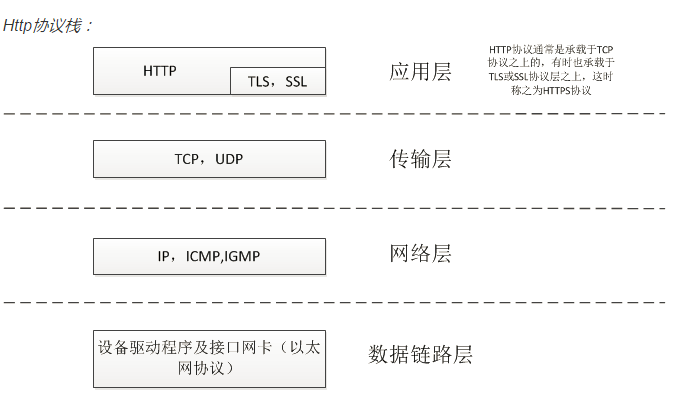 Http协议栈：
HTTP
TLS，SSL
应用层
HTTP协议通常是承载于TCP
协议之上的，有时也承载于
TLS或SSL协议层之上，这时
称之为HTTPS协议
TCP，UDP
传输层
IP，ICMP,IGMP
网络层
设备驱动程序及接口网卡（以太
网协议）
数据链路层